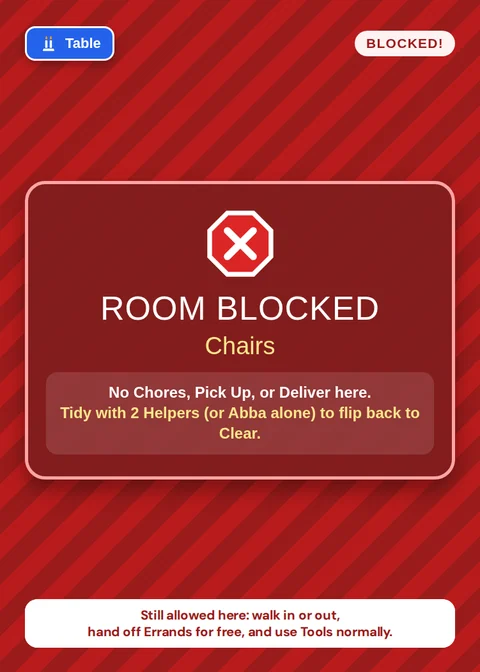 Table
BLOCKED!
ROOM BLOCKED
Chairs
No Chores, Pick Up, or Deliver here.
Tidy with 2 Helpers (or Abba alone) to flip back to
Clear.
Still allowed here: walk in or out,
hand off Errands for free, and use Tools normally.